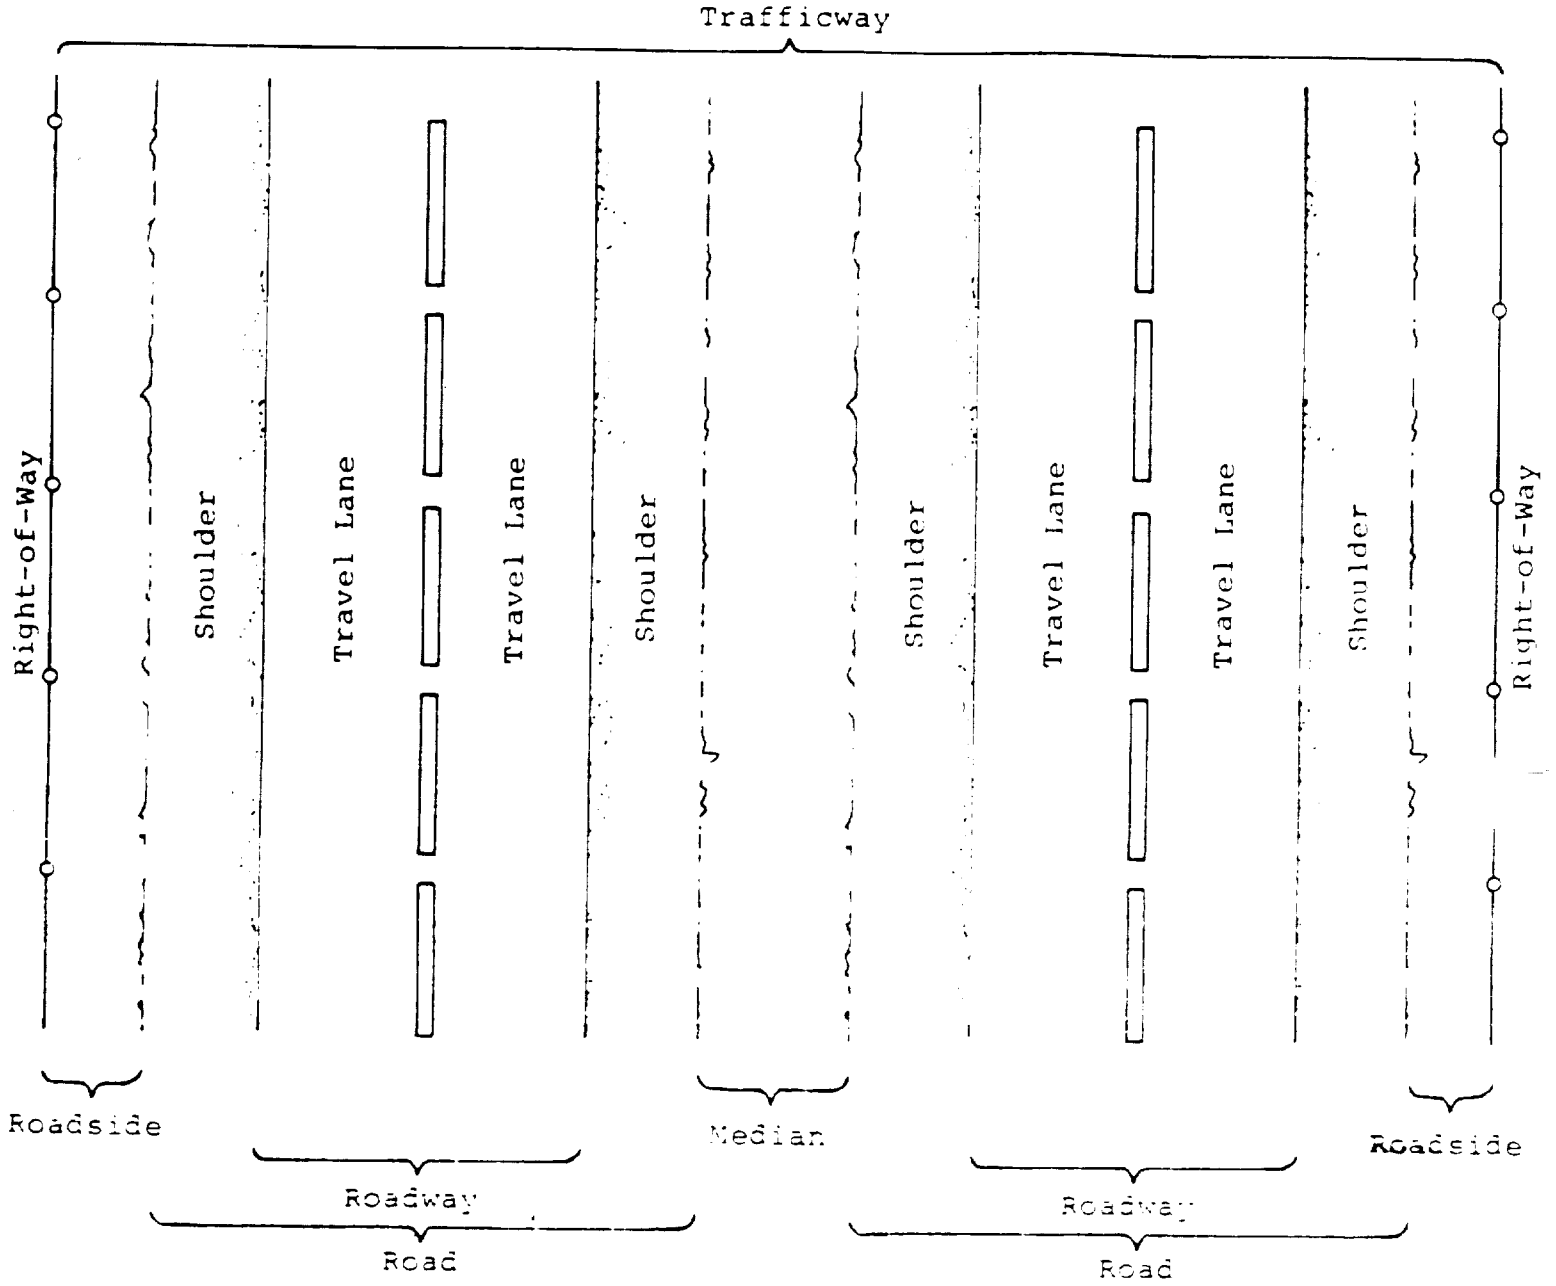 Trafficway
Right-of-Way
Shoulder
Travel Lane
Travel Lane
Shoulder
Shoulder
Travel Lane
Travel Lane
Shoulder
Right-of-Way
Roadside
Median
Roadside
Roadway
Roadway
Road
Road